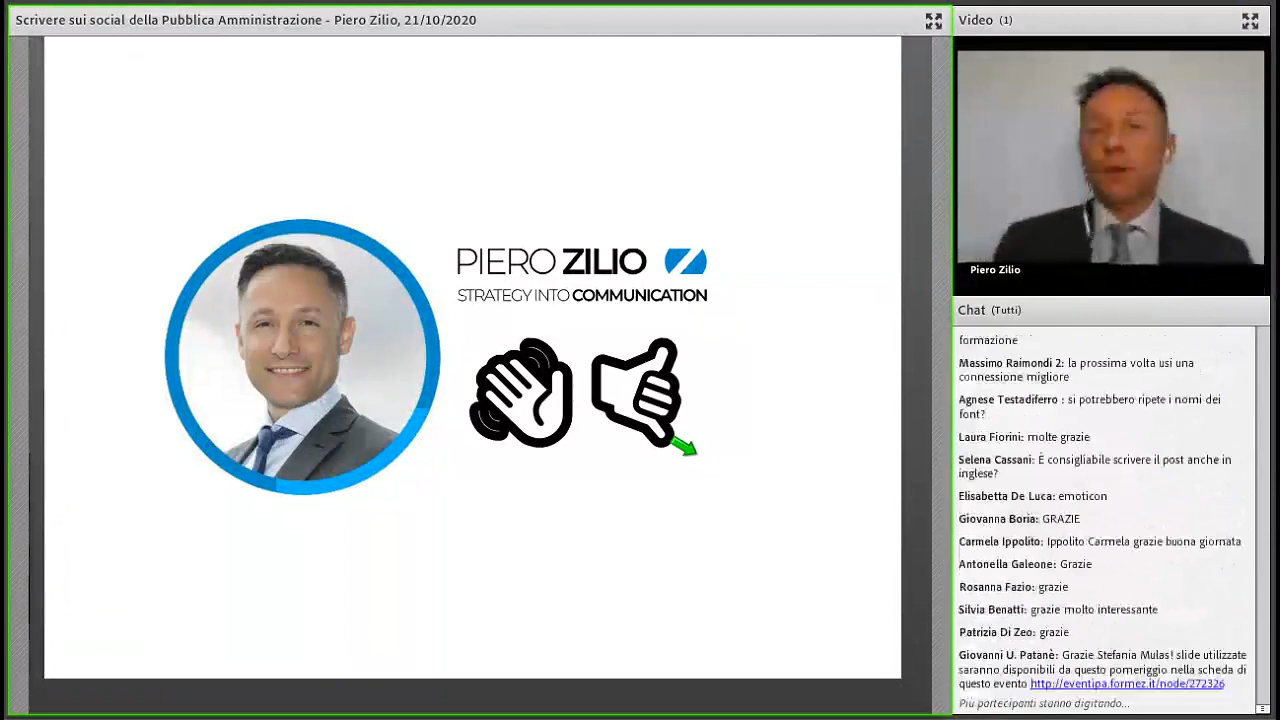 Scrivere sui social della Pubblica Amministrazione - Piero Zilio, 21/10/2020
PIERO ZILIO
STRATEGY INTO COMMUNICATION
Video (1)
Piero Zilio
Chat (Tutti)
formazione
Massimo Raimondi 2: la prossima volta usi una
connessione migliore
Agnese Testadiferro : si potrebbero ripete i nomi dei
font?
Laura Fiorini: molte grazie
Selena Cassani: È consigliabile scrivere il post anche in
inglese?
Elisabetta De Luca: emoticon
Giovanna Boria: GRAZIE
Carmela Ippolito: Ippolito Carmela grazie buona giornata
Antonella Galeone: Grazie
Rosanna Fazio: grazie
Silvia Benatti: grazie molto interessante
Patrizia Di Zeo: grazie
Giovanni U. Patanè: Grazie Stefania Mulas! slide utilizzate
saranno disponibili da questo pomeriggio nella scheda di
questo evento http://eventipa.formez.it/node/272326
Più partecipanti stanno digitando...